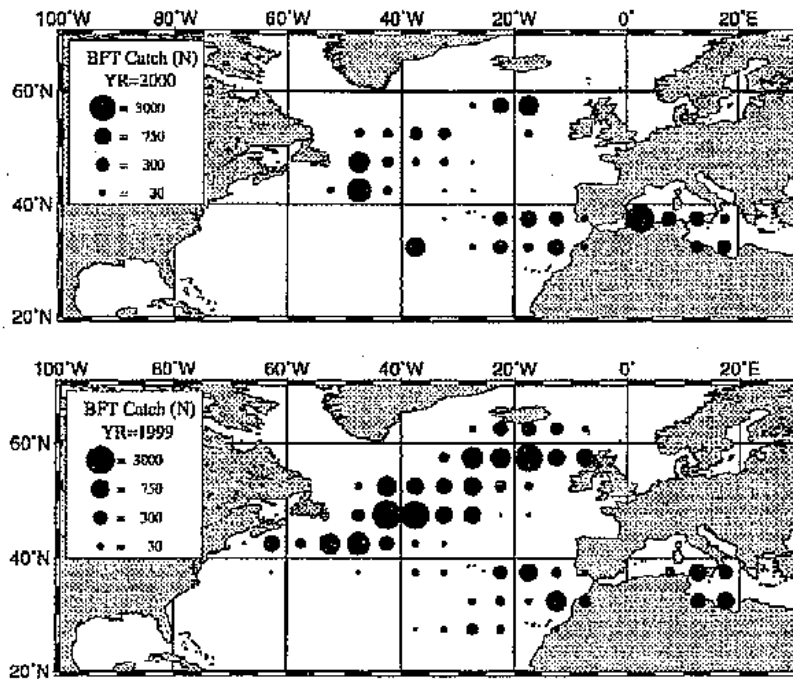 100˚W 80˚W 60˚W 40˚W 20˚W 0˚ 20˚E
BFT Catch (N)
YR=2000
= 3000
= 750
= 300
= 30
60˚N
40˚N
20˚N
100˚W 80˚W 60˚W 40˚W 20˚W 0˚ 20˚E
BFT Catch (N)
YR=1999
= 3000
= 750
= 300
= 30
60˚N
40˚N
20˚N